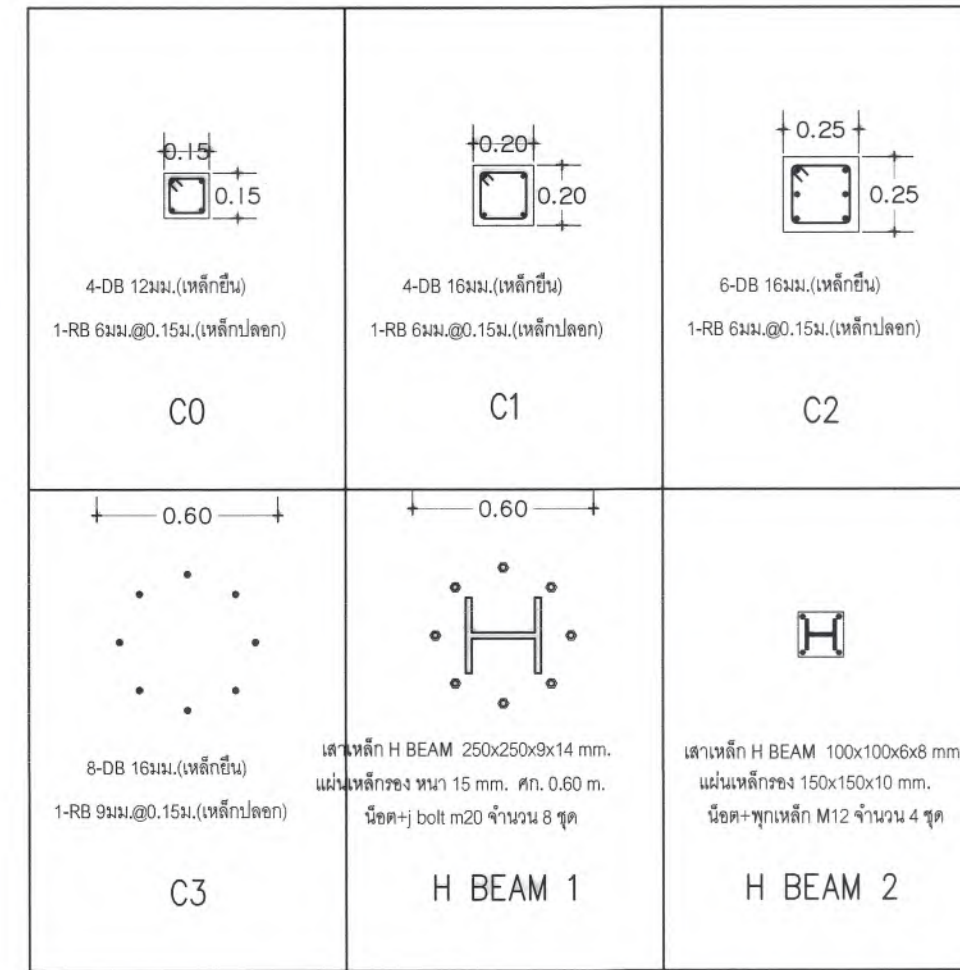 0.15
0.15
4-DB 12มม.(เหล็กยืน)
1-RB 6มม.@0.15ม.(เหล็กปลอก)
C0
0.20
0.20
4-DB 16มม.(เหล็กยืน)
1-RB 6มม.@0.15ม.(เหล็กปลอก)
C1
0.25
0.25
6-DB 16มม.(เหล็กยืน)
1-RB 6มม.@0.15ม.(เหล็กปลอก)
C2
0.60
8-DB 16มม.(เหล็กยืน)
1-RB 9มม.@0.15ม.(เหล็กปลอก)
C3
0.60
เสาเหล็ก H BEAM 250x250x9x14 mm.
แผ่นเหล็กรอง หนา 15 mm. ศก. 0.60 m.
น็อต+j bolt m20 จำนวน 8 ชุด
H BEAM 1
เสาเหล็ก H BEAM 100x100x6x8 mm
แผ่นเหล็กรอง 150x150x10 mm.
น็อต+พุกเหล็ก M12 จำนวน 4 ชุด
H BEAM 2